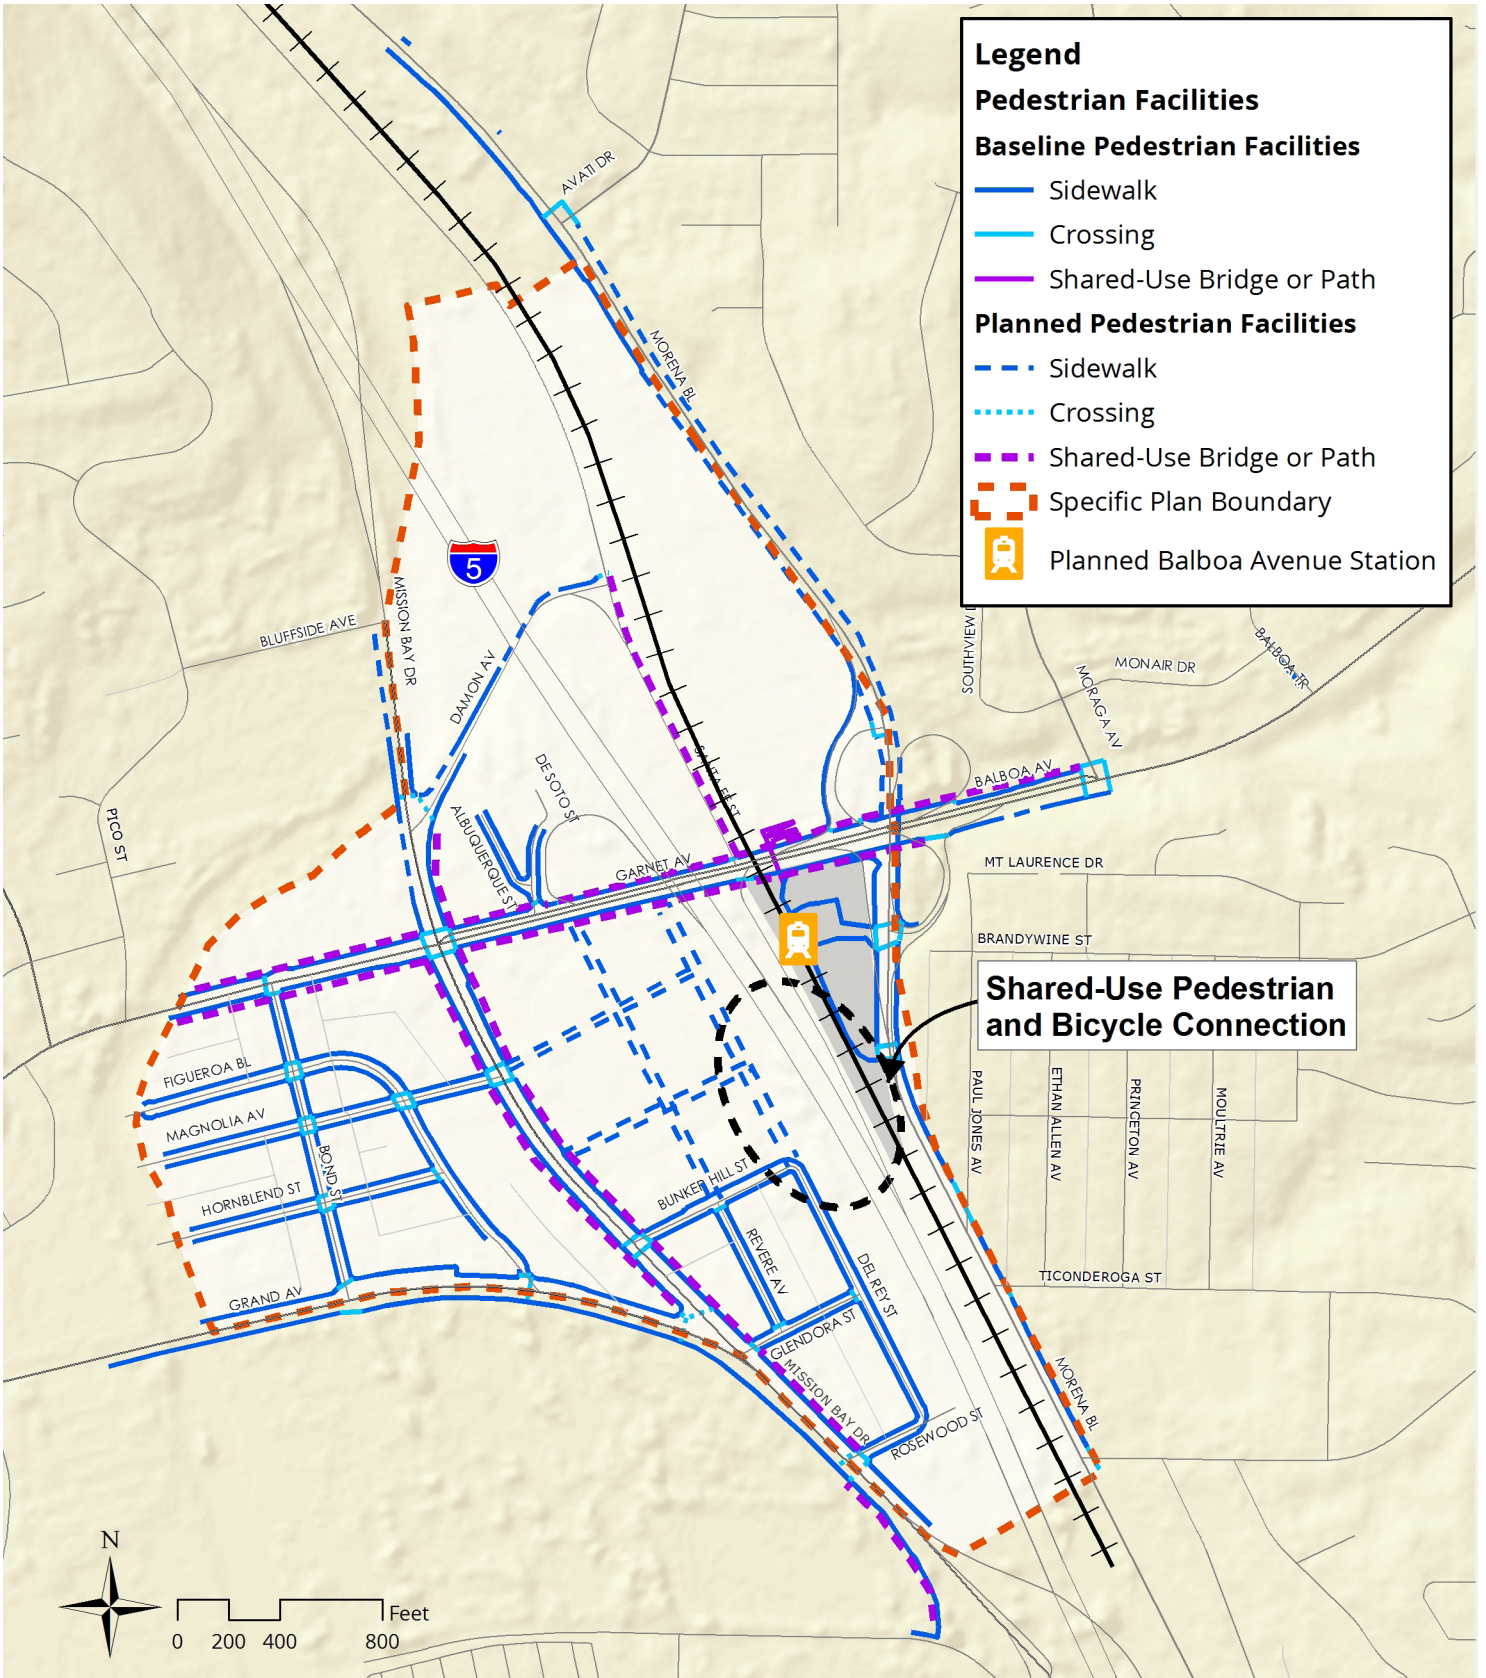 Legend
Pedestrian Facilities
Baseline Pedestrian Facilities
Sidewalk
Crossing
Shared-Use Bridge or Path
Planned Pedestrian Facilities
Sidewalk
Crossing
Shared-Use Bridge or Path
Specific Plan Boundary
Planned Balboa Avenue Station
AVATI DR
MORENA BL
5
MISSION BAY DR
BLUFFSIDE AVE
DAMON AV
SOUTHVIEW
MONAIR DR
BALBOA TR
MORAGA AV
SANTA FE ST
DE SOTO ST
BALBOA AV
ALBUQUERQUE ST
PICO ST
GARNET AV
MT LAURENCE DR
BRANDYWINE ST
Shared-Use Pedestrian
and Bicycle Connection
FIGUEROA BL
MAGNOLIA AV
BOND ST
HORNBLEND ST
PAUL JONES AV
ETHAN ALLEN AV
PRINCETON AV
MOULTRIE AV
BUNKER HILL ST
REVERE AV
DEL REY ST
TICONDEROGA ST
GRAND AV
GLENDORA ST
MISSION BAY DR
ROSEWOOD ST
MORENA BL
N
Feet
0 200 400 800